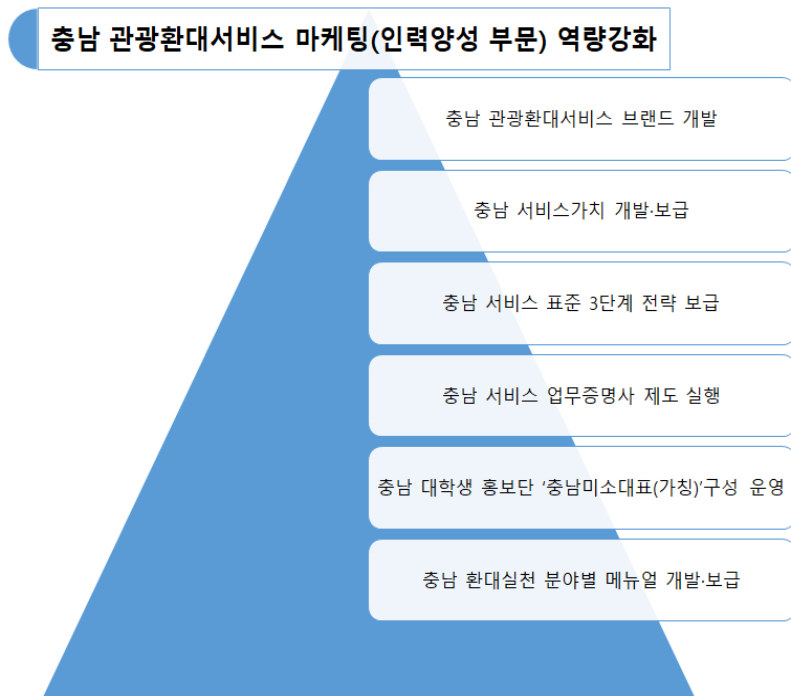 충남 관광환대서비스 마케팅(인력양성 부문) 역량강화
충남 관광환대서비스 브랜드 개발
충남 서비스가치 개발·보급
충남 서비스 표준 3단계 전략 보급
충남 서비스 업무증명사 제도 실행
충남 대학생 홍보단 ‘충남미소대표(가칭)’구성 운영
충남 환대실천 분야별 메뉴얼 개발·보급